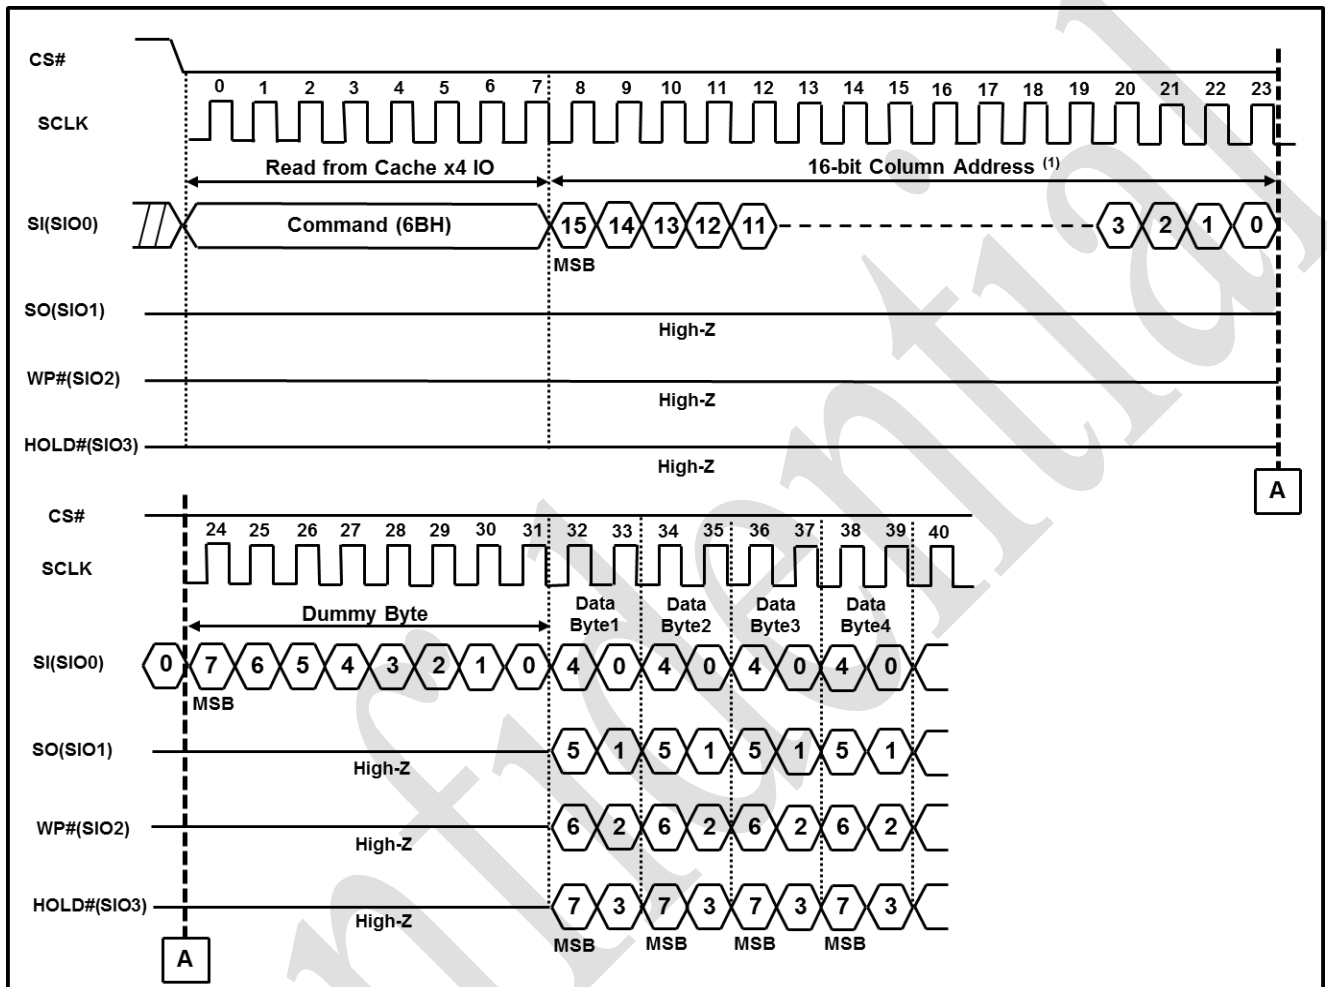 CS#
0 1 2 3 4 5 6 7 8 9 10 11 12 13 14 15 16 17 18 19 20 21 22 23
SCLK
Read from Cache x4 IO 16-bit Column Address (1)
SI(SIO0) Command (6BH) 15 14 13 12 11 3 2 1 0
MSB
SO(SIO1)
High-Z
WP#(SIO2)
High-Z
HOLD#(SIO3)
High-Z
A
CS#
24 25 26 27 28 29 30 31 32 33 34 35 36 37 38 39 40
SCLK
Dummy Byte Data Byte1 Data Byte2 Data Byte3 Data Byte4
SI(SIO0) 0 7 6 5 4 3 2 1 0 4 0 4 0 4 0 4 0
MSB
SO(SIO1) 5 1 5 1 5 1 5 1
High-Z
WP#(SIO2) 6 2 6 2 6 2 6 2
High-Z
HOLD#(SIO3) 7 3 7 3 7 3 7 3
High-Z
MSB MSB MSB MSB
A
nfidential